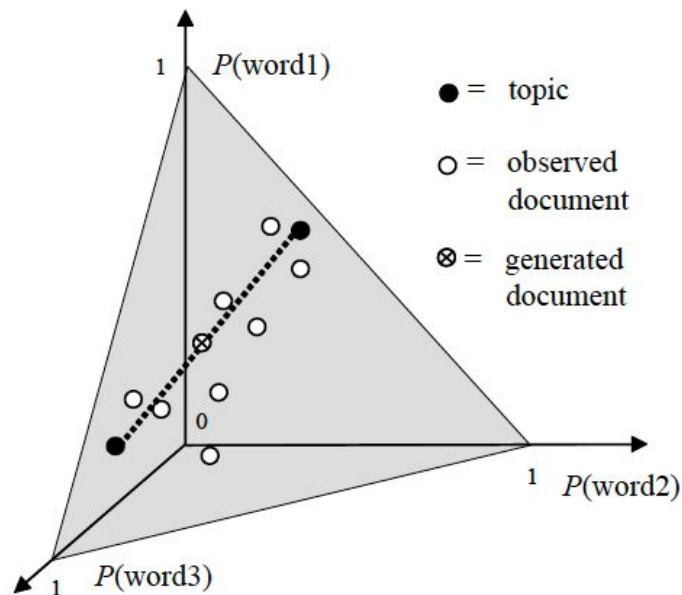 1
P(word1)
= topic
= observed
document
= generated
document
0
1
P(word2)
1
P(word3)